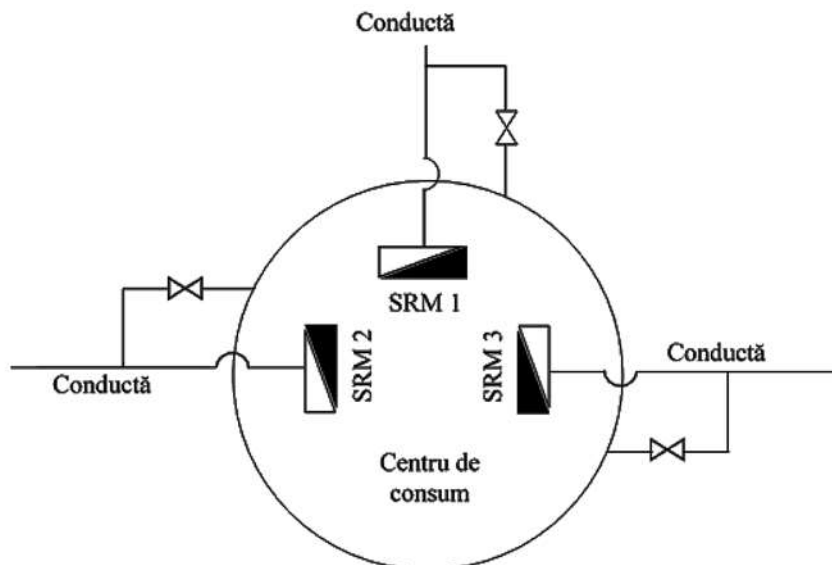 Conductă
SRM 1
SRM 2
SRM 3
Conductă
Conductă
Centru de
consum